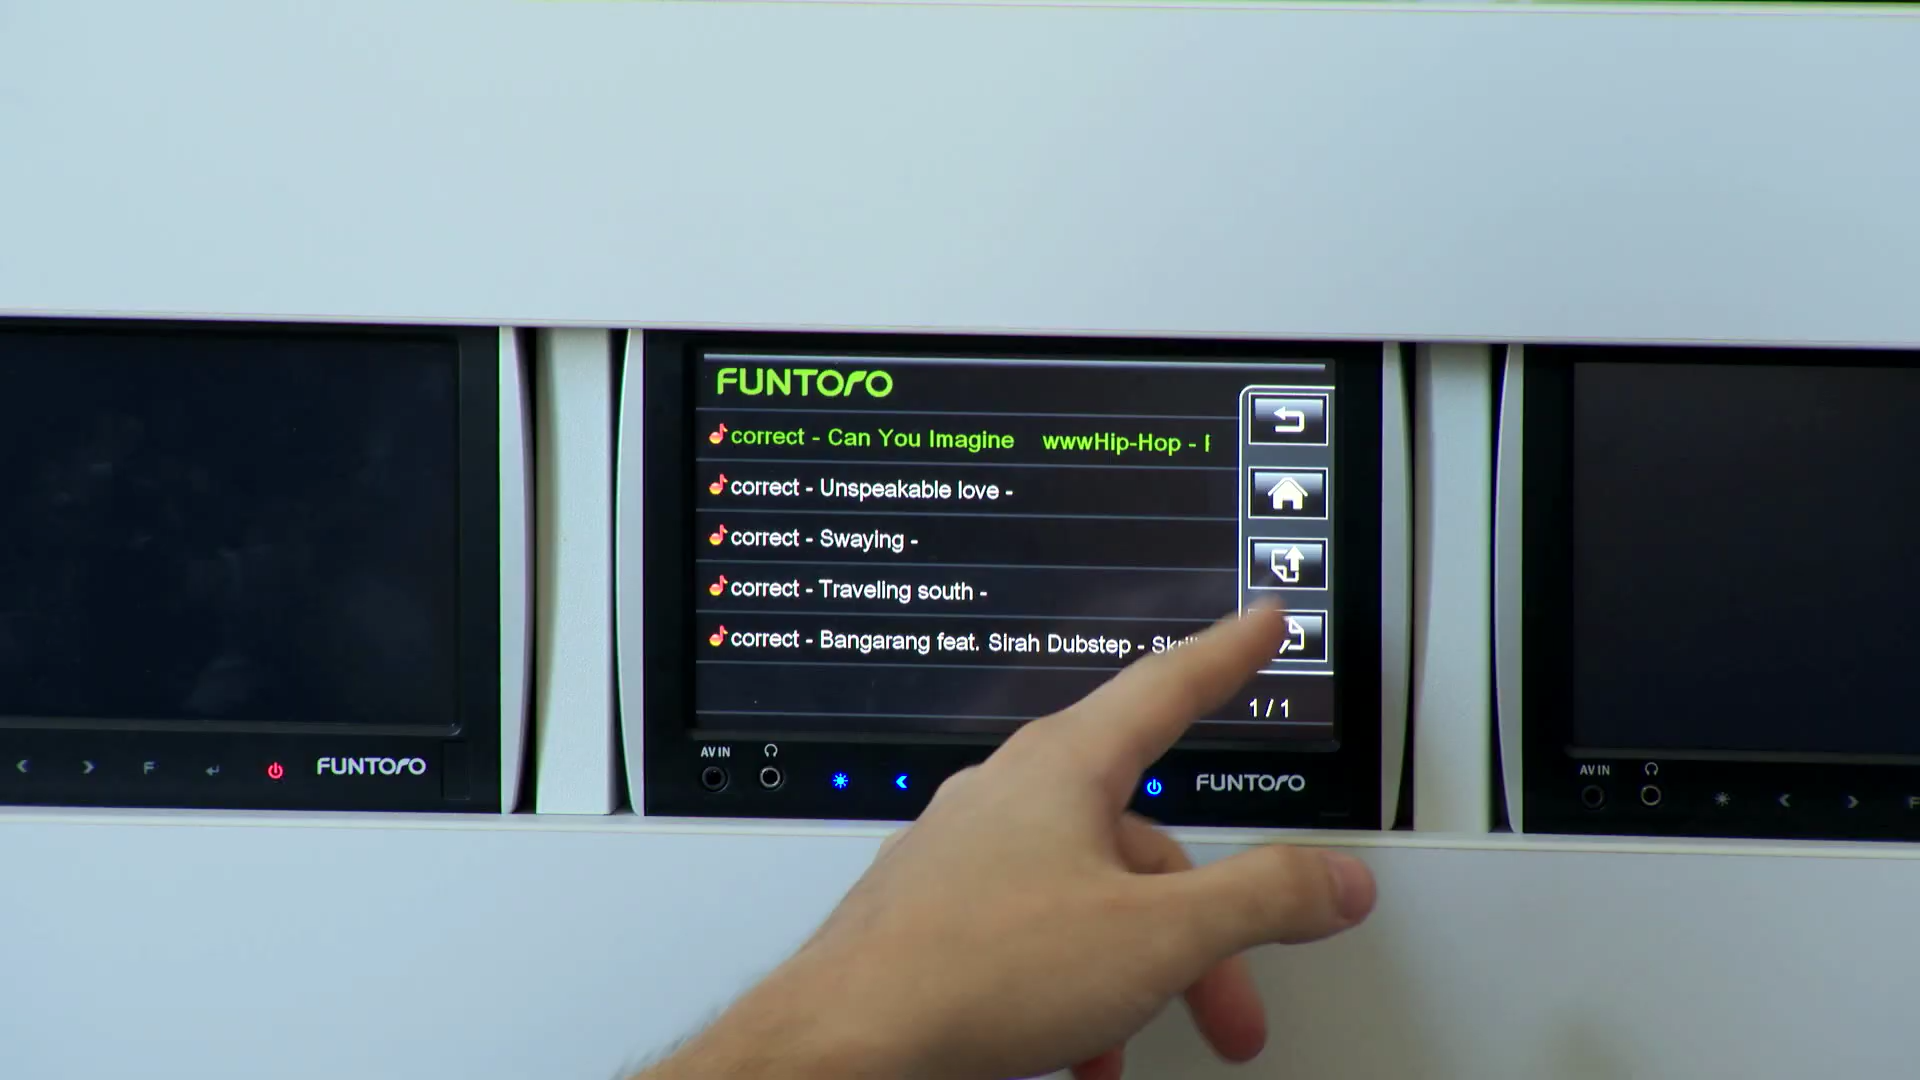 FUNTORO
correct - Can You Imagine wwwHip-Hop -
correct - Unspeakable love -
correct - Swaying -
correct - Traveling south -
correct - Bangarang feat. Sirah Dubstep -
1 / 1
AV IN
FUNTORO
F
FUNTORO
AV IN
F